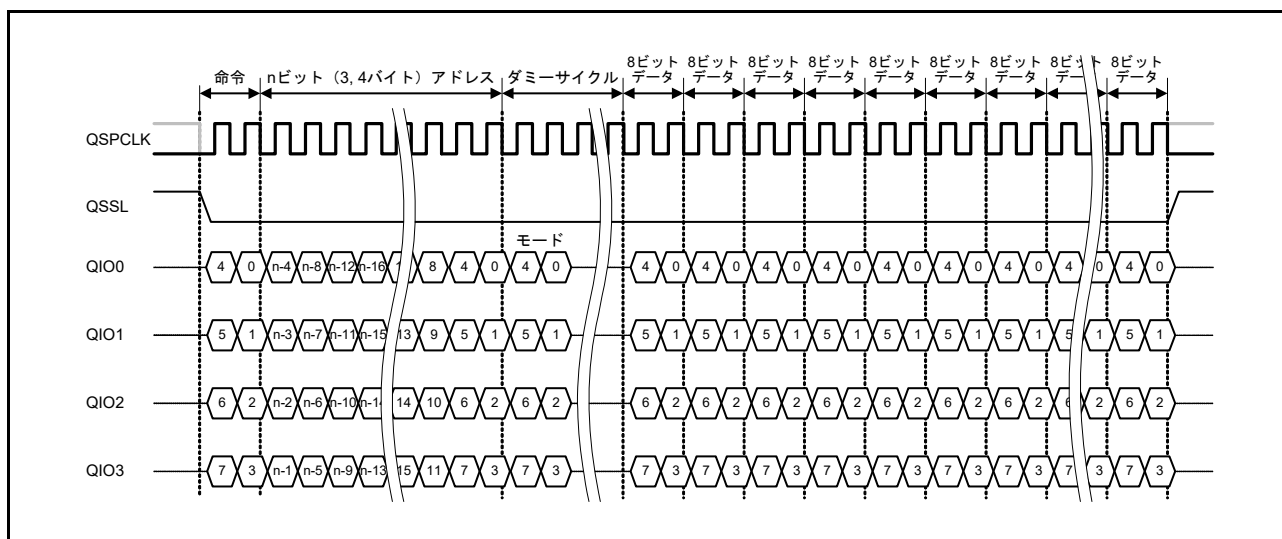 命令 nビット（3, 4バイト）アドレス ダミーサイクル 8ビット 8ビット 8ビット 8ビット 8ビット 8ビット 8ビット 8ビット 8ビット
データ データ データ データ データ データ データ データ データ
QSPCLK
QSSL
モード
QIO0 4 0 n-4 n-8 n-12 n-16 8 4 0 4 0 4 0 4 0 4 0 4 0 4 0 4 0 4 0 4 0 4 0
QIO1 5 1 n-3 n-7 n-11 n-15 13 9 5 1 5 1 5 1 5 1 5 1 5 1 5 1 5 1 5 1 5 1 5 1
QIO2 6 2 n-2 n-6 n-10 n-14 14 10 6 2 6 2 6 2 6 2 6 2 6 2 6 2 6 2 6 2 6 2 6 2
QIO3 7 3 n-1 n-5 n-9 n-13 15 11 7 3 7 3 7 3 7 3 7 3 7 3 7 3 7 3 7 3 7 3 7 3